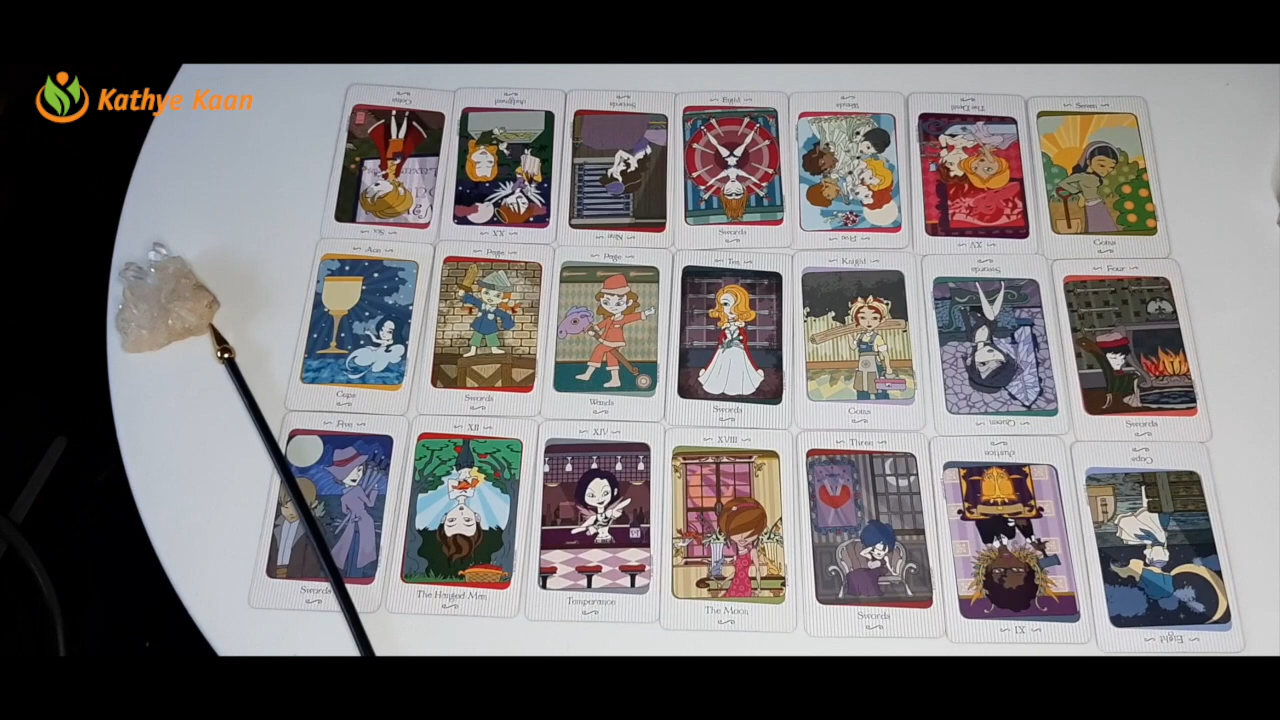 Kathye Kaan
Coins
Six
Judgment
XX
Swords
Nine
Eight
Swords
Wands
Five
The Devil
XV
Seven
Coins
Ace
Cups
Page
Swords
Page
Wands
Ten
Swords
Knight
Coins
Swords
Queen
Four
Swords
Five
Swords
XII
The Hanged Man
XIV
Temperance
XVIII
The Moon
Three
Swords
Justice
XI
Cups
Eight